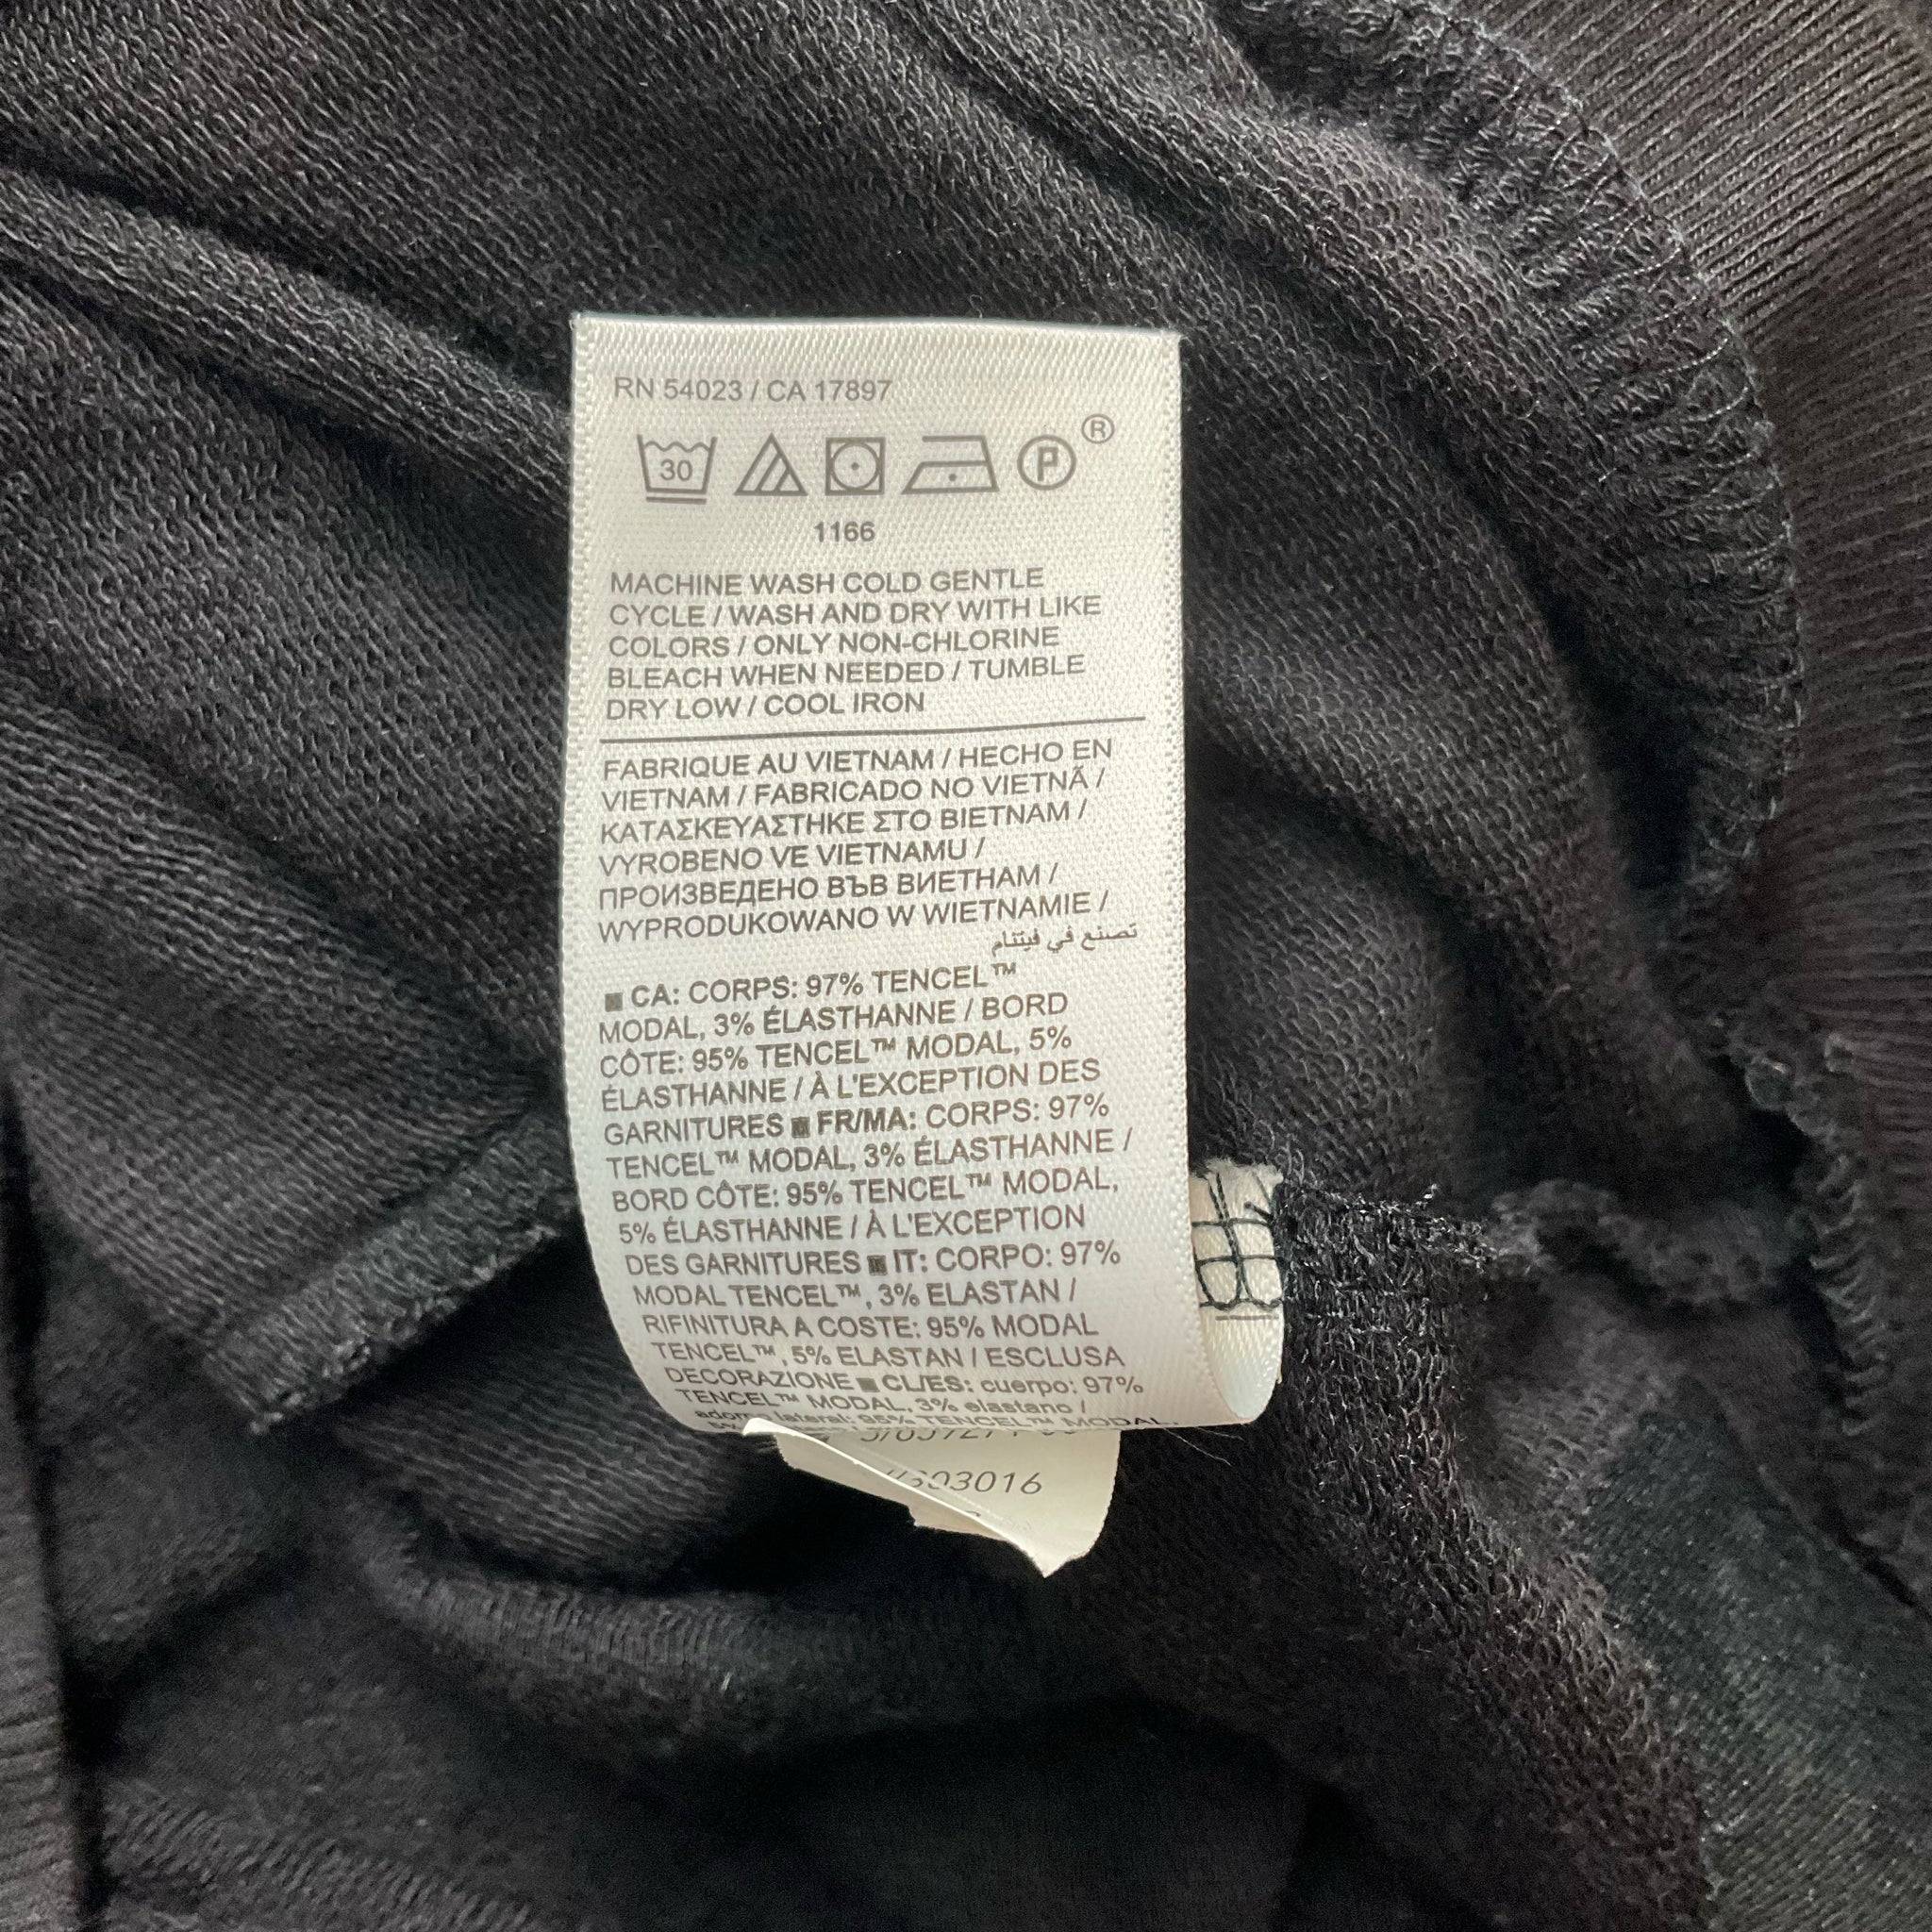 RN 54023 / CA 17897
30 P ®
1166
MACHINE WASH COLD GENTLE
CYCLE / WASH AND DRY WITH LIKE
COLORS / ONLY NON-CHLORINE
BLEACH WHEN NEEDED / TUMBLE
DRY LOW / COOL IRON
FABRIQUE AU VIETNAM / HECHO EN
VIETNAM / FABRICADO NO VIETNÃ /
ΚΑΤΑΣΚΕΥΑΣΤΗΚΕ ΣΤΟ ΒΙΕΤΝΑΜ /
VYROBENO VE VIETNAMU /
ПРОИЗВЕДЕНО ВЪВ ВИЕТНАМ /
WYPRODUKOWANO W WIETNAMIE /
تصنع في فيتنام
■ CA: CORPS: 97% TENCEL™
MODAL, 3% ÉLASTHANNE / BORD
CÔTE: 95% TENCEL™ MODAL, 5%
ÉLASTHANNE / À L'EXCEPTION DES
GARNITURES ■ FR/MA: CORPS: 97%
TENCEL™ MODAL, 3% ÉLASTHANNE /
BORD CÔTE: 95% TENCEL™ MODAL,
5% ÉLASTHANNE / À L'EXCEPTION
DES GARNITURES ■ IT: CORPO: 97%
MODAL TENCEL™, 3% ELASTAN /
RIFINITURA A COSTE: 95% MODAL
TENCEL™, 5% ELASTAN / ESCLUSA
DECORAZIONE ■ CL/ES: cuerpo: 97%
TENCEL™ MODAL, 3% elastano /
lateral: 95% TENCEL™ MODAL,